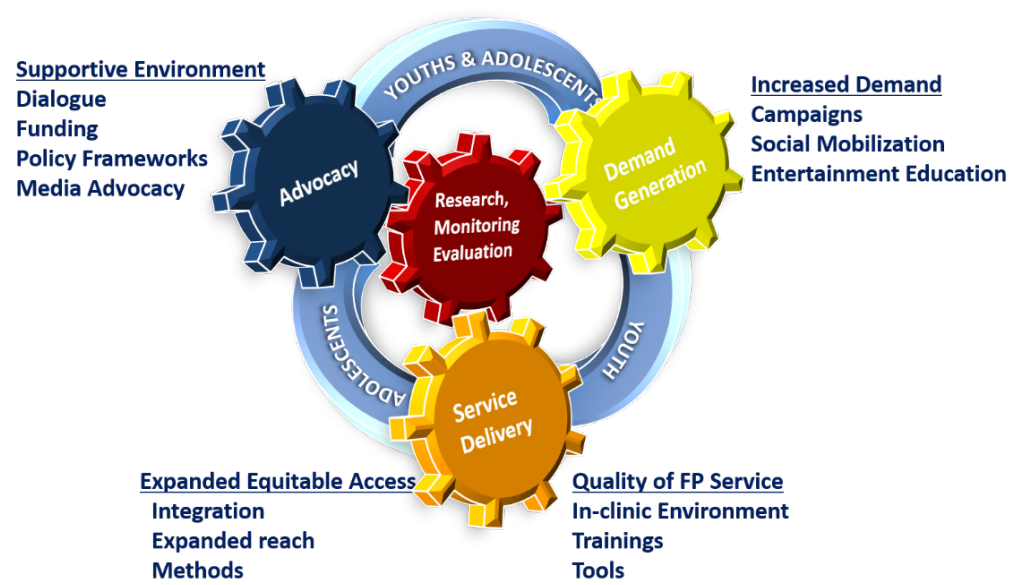 YOUTHS & ADOLESCENTS
Supportive Environment
Dialogue
Funding
Policy Frameworks
Media Advocacy
Advocacy
Research,
Monitoring
Evaluation
Demand
Generation
Increased Demand
Campaigns
Social Mobilization
Entertainment Education
ADOLESCENTS
YOUTH
Service
Delivery
Expanded Equitable Access
Integration
Expanded reach
Methods
Quality of FP Service
In-clinic Environment
Trainings
Tools